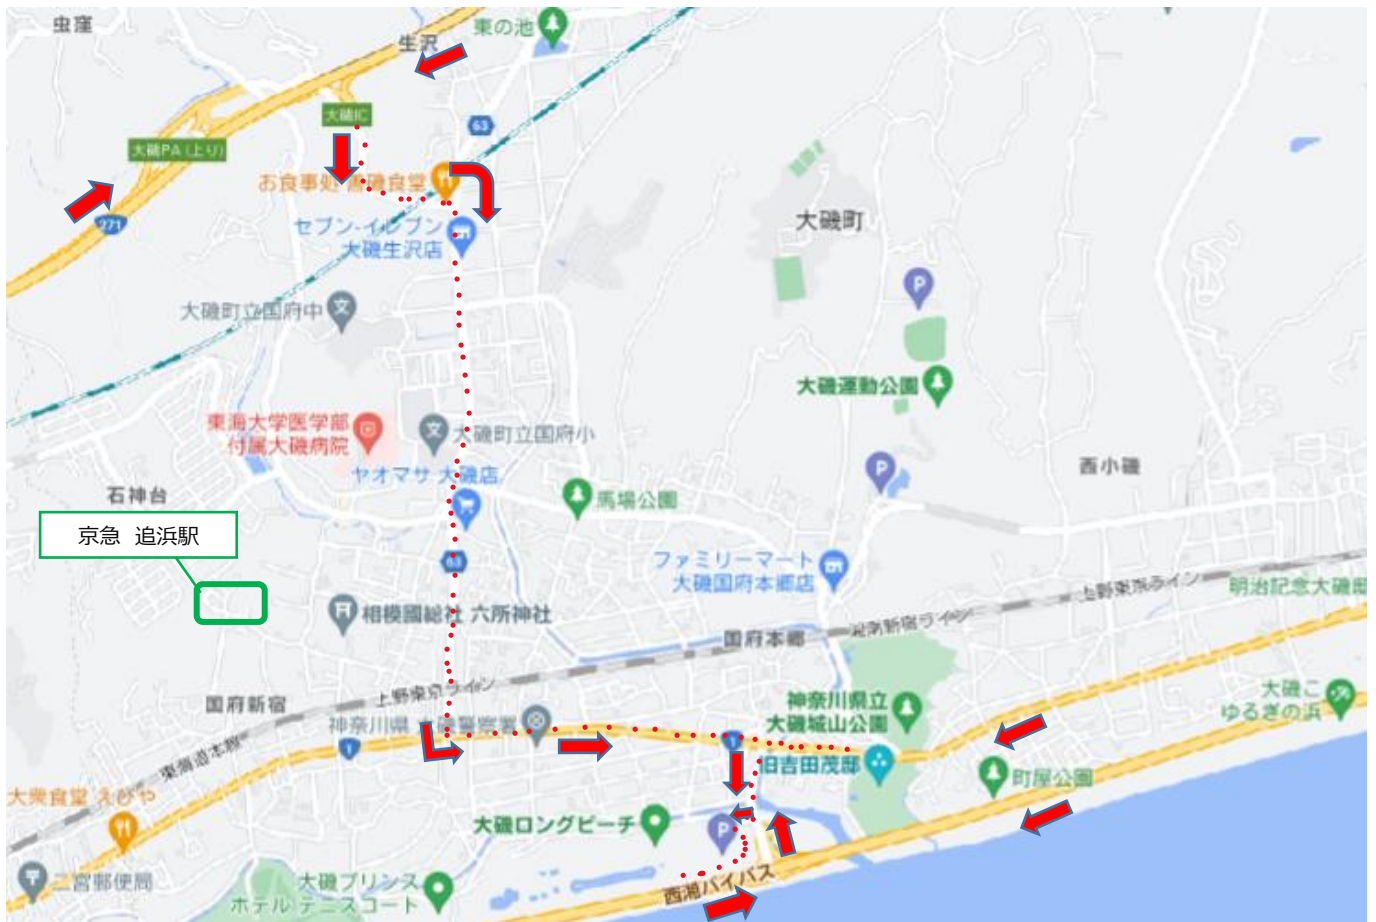 虫窪
東の池
生沢
大磯IC
63
大磯PA (上り)
お食事処
磯食堂
271
セブン-イレブン
大磯生沢店
大磯町
P
大磯町立国府中
文
大磯運動公園
東海大学医学部
付属大磯病院
文
大磯町立国府小
ヤオマサ 大磯店
P
西小磯
石神台
馬場公園
京急 追浜駅
63
ファミリーマート
大磯国府本郷店
上野東京ライン
明治記念大磯邸
相模國総社 六所神社
国府本郷
湘南新宿ライン
上野東京ライン
国府新宿
神奈川県立
大磯城山公園
大磯こ
ゆるぎの浜
神奈川県 大磯警察署
1
1
東海道本線
旧吉田茂邸
町屋公園
大衆食堂 えびや
大磯ロングビーチ
P
二宮郵便局
大磯プリンス
ホテル テニスコート
西湘バイパス